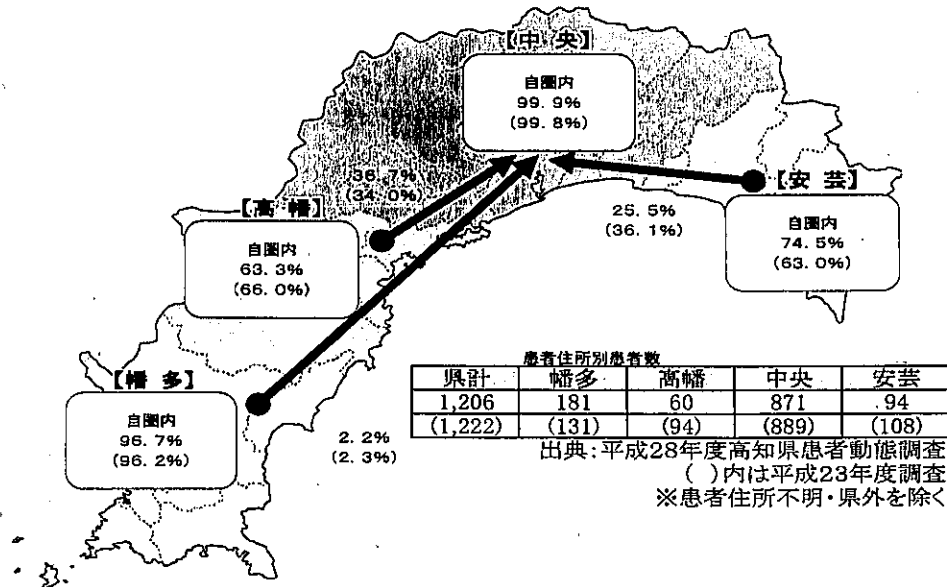 【中 央】
自圏内
99. 9%
(99. 8%)
36. 7%
(34. 0%)
【高 幡】
自圏内
63. 3%
(66. 0%)
【安 芸】
自圏内
74. 5%
(63. 0%)
25. 5%
(36. 1%)
【幡 多】
自圏内
96. 7%
(96. 2%)
2. 2%
(2. 3%)
患者住所別患者数
県計 幡多 高幡 中央 安芸
1,206 181 60 871 94
(1,222) (131) (94) (889) (108)
出典:平成28年度高知県患者動態調査
( )内は平成23年度調査
※患者住所不明・県外を除く